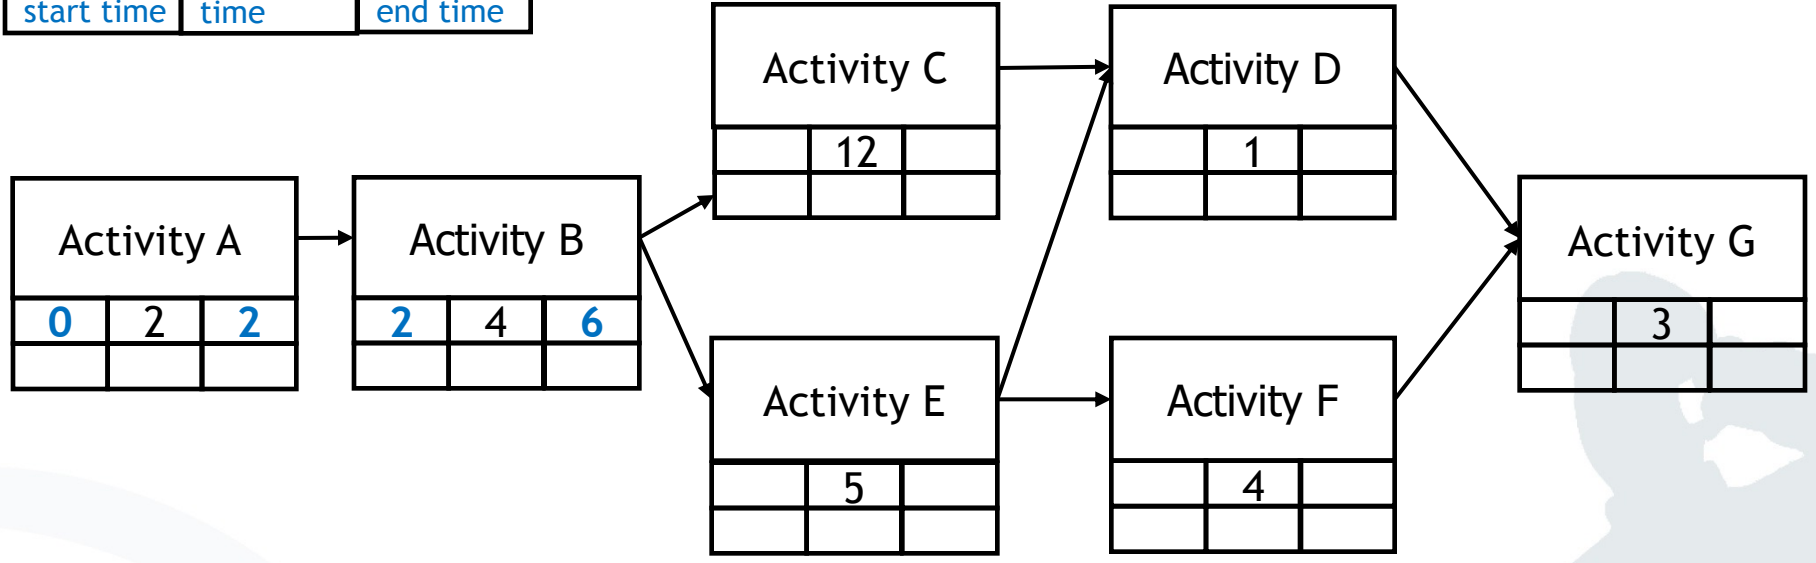 start time time end time
Activity C
12
Activity D
1
Activity A
0 2 2
Activity B
2 4 6
Activity E
5
Activity F
4
Activity G
3